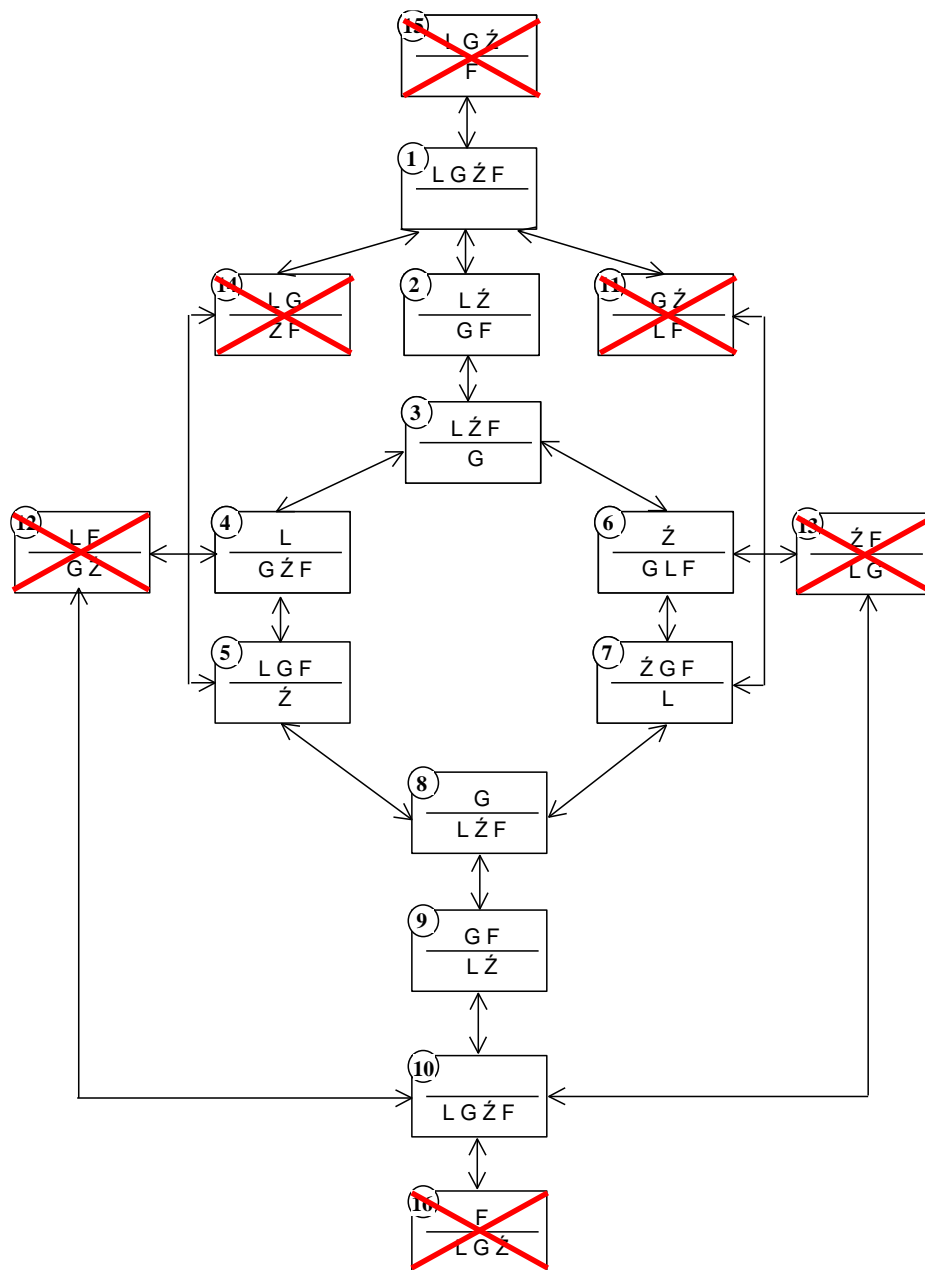 15
L G Ź
F
1
L G Ź F
14
L G
Ź F
2
L Ź
G F
11
G Ź
L F
3
L Ź F
G
12
L F
G Ź
4
L
G Ź F
6
Ź
G L F
13
Ź F
L G
5
L G F
Ź
7
Ź G F
L
8
G
L Ź F
9
G F
L Ź
10
L G Ź F
16
F
L G Ź